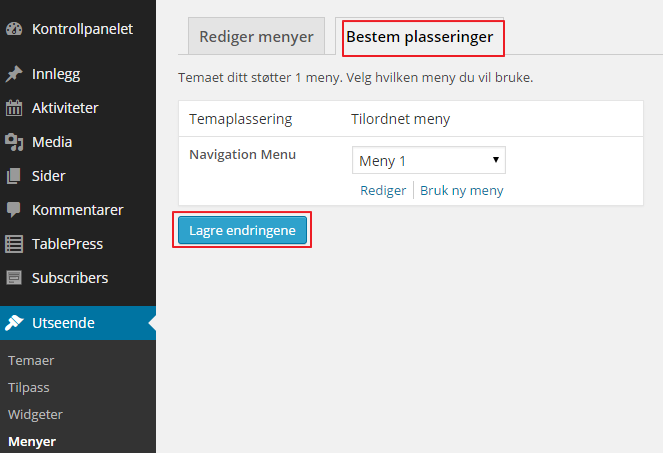 Kontrollpanelet
Innlegg
Aktiviteter
Media
Sider
Kommentarer
TablePress
Subscribers
Utseende
Temaer
Tilpass
Widgeter
Menyer
Rediger menyer
Bestem plasseringer
Temaet ditt støtter 1 meny. Velg hvilken meny du vil bruke.
Temaplassering Tilordnet meny
Navigation Menu Meny 1
Rediger Bruk ny meny
Lagre endringene